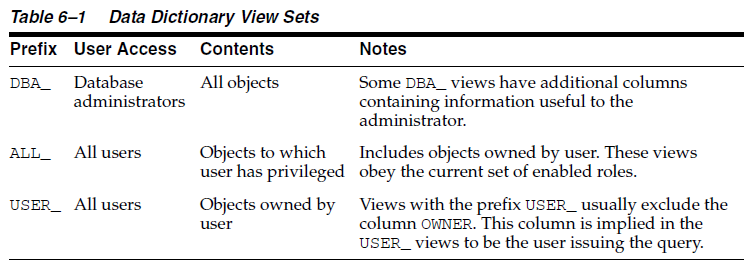 Table 6–1 Data Dictionary View Sets
Prefix User Access Contents Notes
DBA_ Database administrators All objects Some DBA_ views have additional columns containing information useful to the administrator.
ALL_ All users Objects to which user has privileged Includes objects owned by user. These views obey the current set of enabled roles.
USER_ All users Objects owned by user Views with the prefix USER_ usually exclude the column OWNER. This column is implied in the USER_ views to be the user issuing the query.